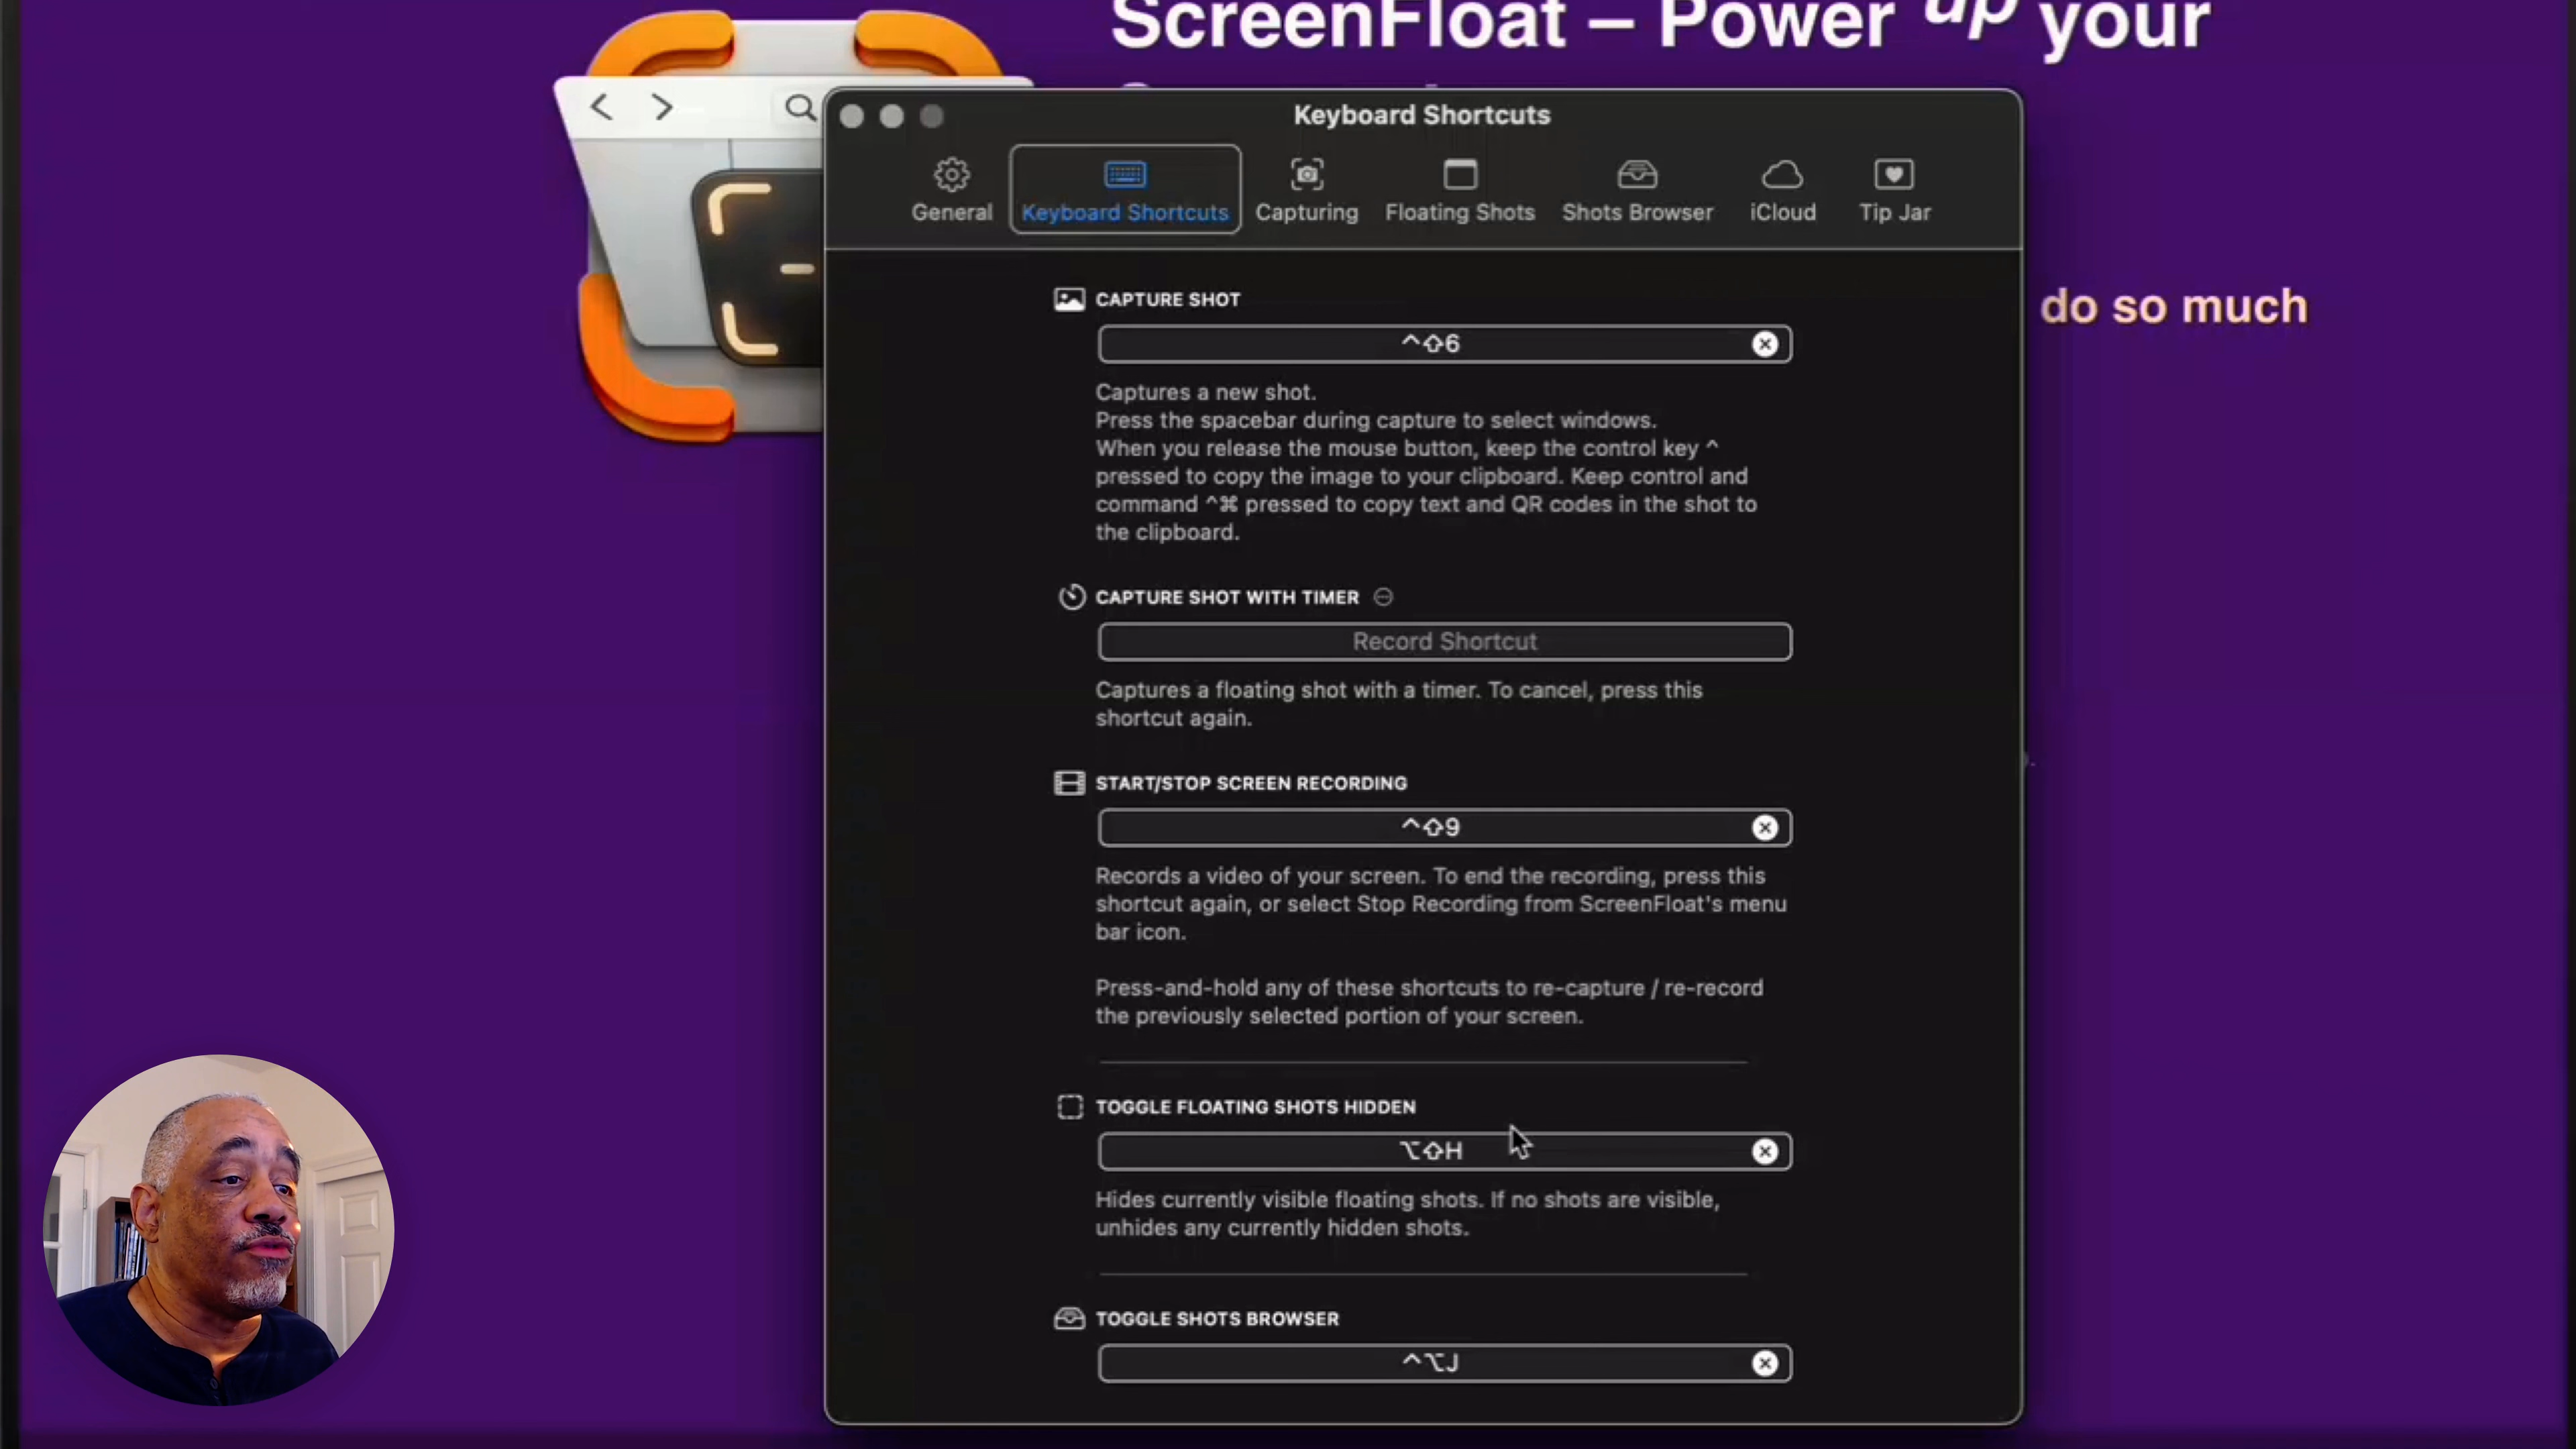 ScreenFloat – Power up your
Keyboard Shortcuts
General
Keyboard Shortcuts
Capturing
Floating Shots
Shots Browser
iCloud
Tip Jar
do so much
CAPTURE SHOT
^⇧6
Captures a new shot.
Press the spacebar during capture to select windows.
When you release the mouse button, keep the control key ^
pressed to copy the image to your clipboard. Keep control and
command ^⌘ pressed to copy text and QR codes in the shot to
the clipboard.
CAPTURE SHOT WITH TIMER
Record Shortcut
Captures a floating shot with a timer. To cancel, press this
shortcut again.
START/STOP SCREEN RECORDING
^⇧9
Records a video of your screen. To end the recording, press this
shortcut again, or select Stop Recording from ScreenFloat's menu
bar icon.
Press-and-hold any of these shortcuts to re-capture / re-record
the previously selected portion of your screen.
TOGGLE FLOATING SHOTS HIDDEN
⌥⇧H
Hides currently visible floating shots. If no shots are visible,
unhides any currently hidden shots.
TOGGLE SHOTS BROWSER
^⌥J